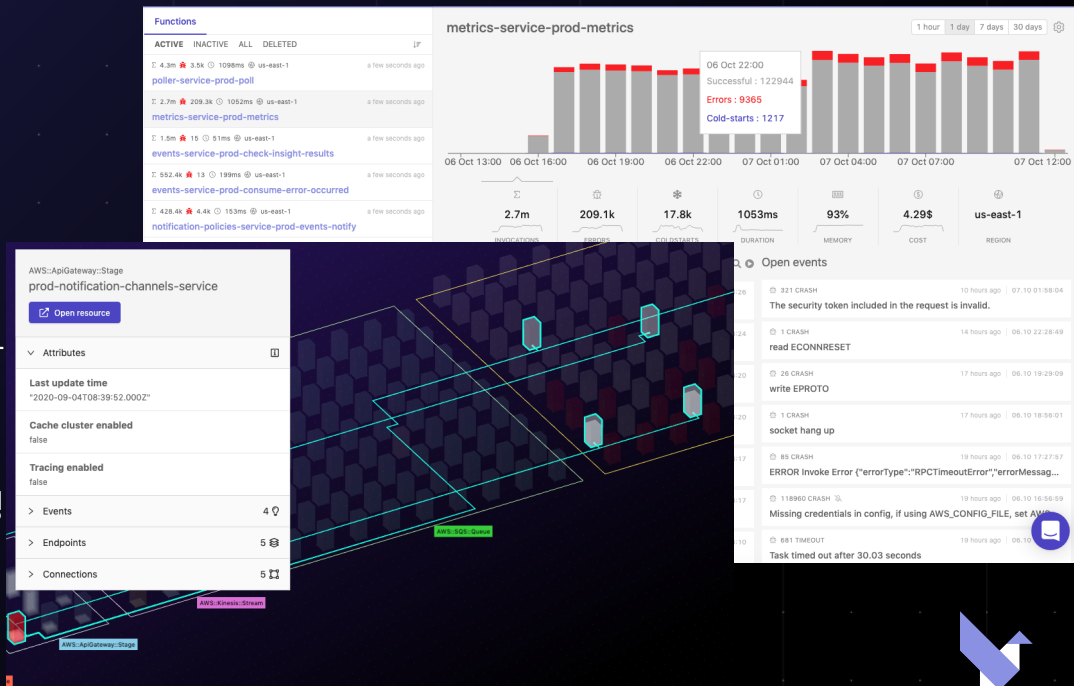 Functions
ACTIVE INACTIVE ALL DELETED
4.3m 3.5k 1098ms us-east-1 a few seconds ago
poller-service-prod-poll
2.7m 209.3k 1052ms us-east-1 a few seconds ago
metrics-service-prod-metrics
1.5m 15 51ms us-east-1 a few seconds ago
events-service-prod-check-insight-results
552.4k 13 199ms us-east-1 a few seconds ago
events-service-prod-consume-error-occurred
428.4k 4.4k 153ms us-east-1 a few seconds ago
notification-policies-service-prod-events-notify
metrics-service-prod-metrics
1 hour 1 day 7 days 30 days
06 Oct 22:00
Successful : 122944
Errors : 9365
Cold-starts : 1217
06 Oct 13:00 06 Oct 16:00 06 Oct 19:00 06 Oct 22:00 07 Oct 01:00 07 Oct 04:00 07 Oct 07:00 07 Oct 12:00
Σ
2.7m 209.1k 17.8k 1053ms 93% 4.29$ us-east-1
INVOCATIONS ERRORS COLDSTARTS DURATION MEMORY COST REGION
AWS::ApiGateway::Stage
prod-notification-channels-service
Open resource
Attributes
Last update time
"2020-09-04T08:39:52.000Z"
Cache cluster enabled
false
Tracing enabled
false
Events 4
Endpoints 5
Connections 5
AWS::SQS::Queue
AWS::Kinesis::Stream
AWS::ApiGateway::Stage
Open events
321 CRASH 10 hours ago 07.10 01:58:04
The security token included in the request is invalid.
1 CRASH 14 hours ago 06.10 22:26:49
read ECONNRESET
26 CRASH 17 hours ago 06.10 19:29:09
write EPROTO
1 CRASH 17 hours ago 06.10 18:56:01
socket hang up
85 CRASH 19 hours ago 06.10 17:27:57
ERROR Invoke Error {"errorType":"RPCTimeoutError","errorMessag...
118960 CRASH 19 hours ago 06.10 16:56:59
Missing credentials in config, if using AWS_CONFIG_FILE, set AW
681 TIMEOUT 19 hours ago 06.10
Task timed out after 30.03 seconds